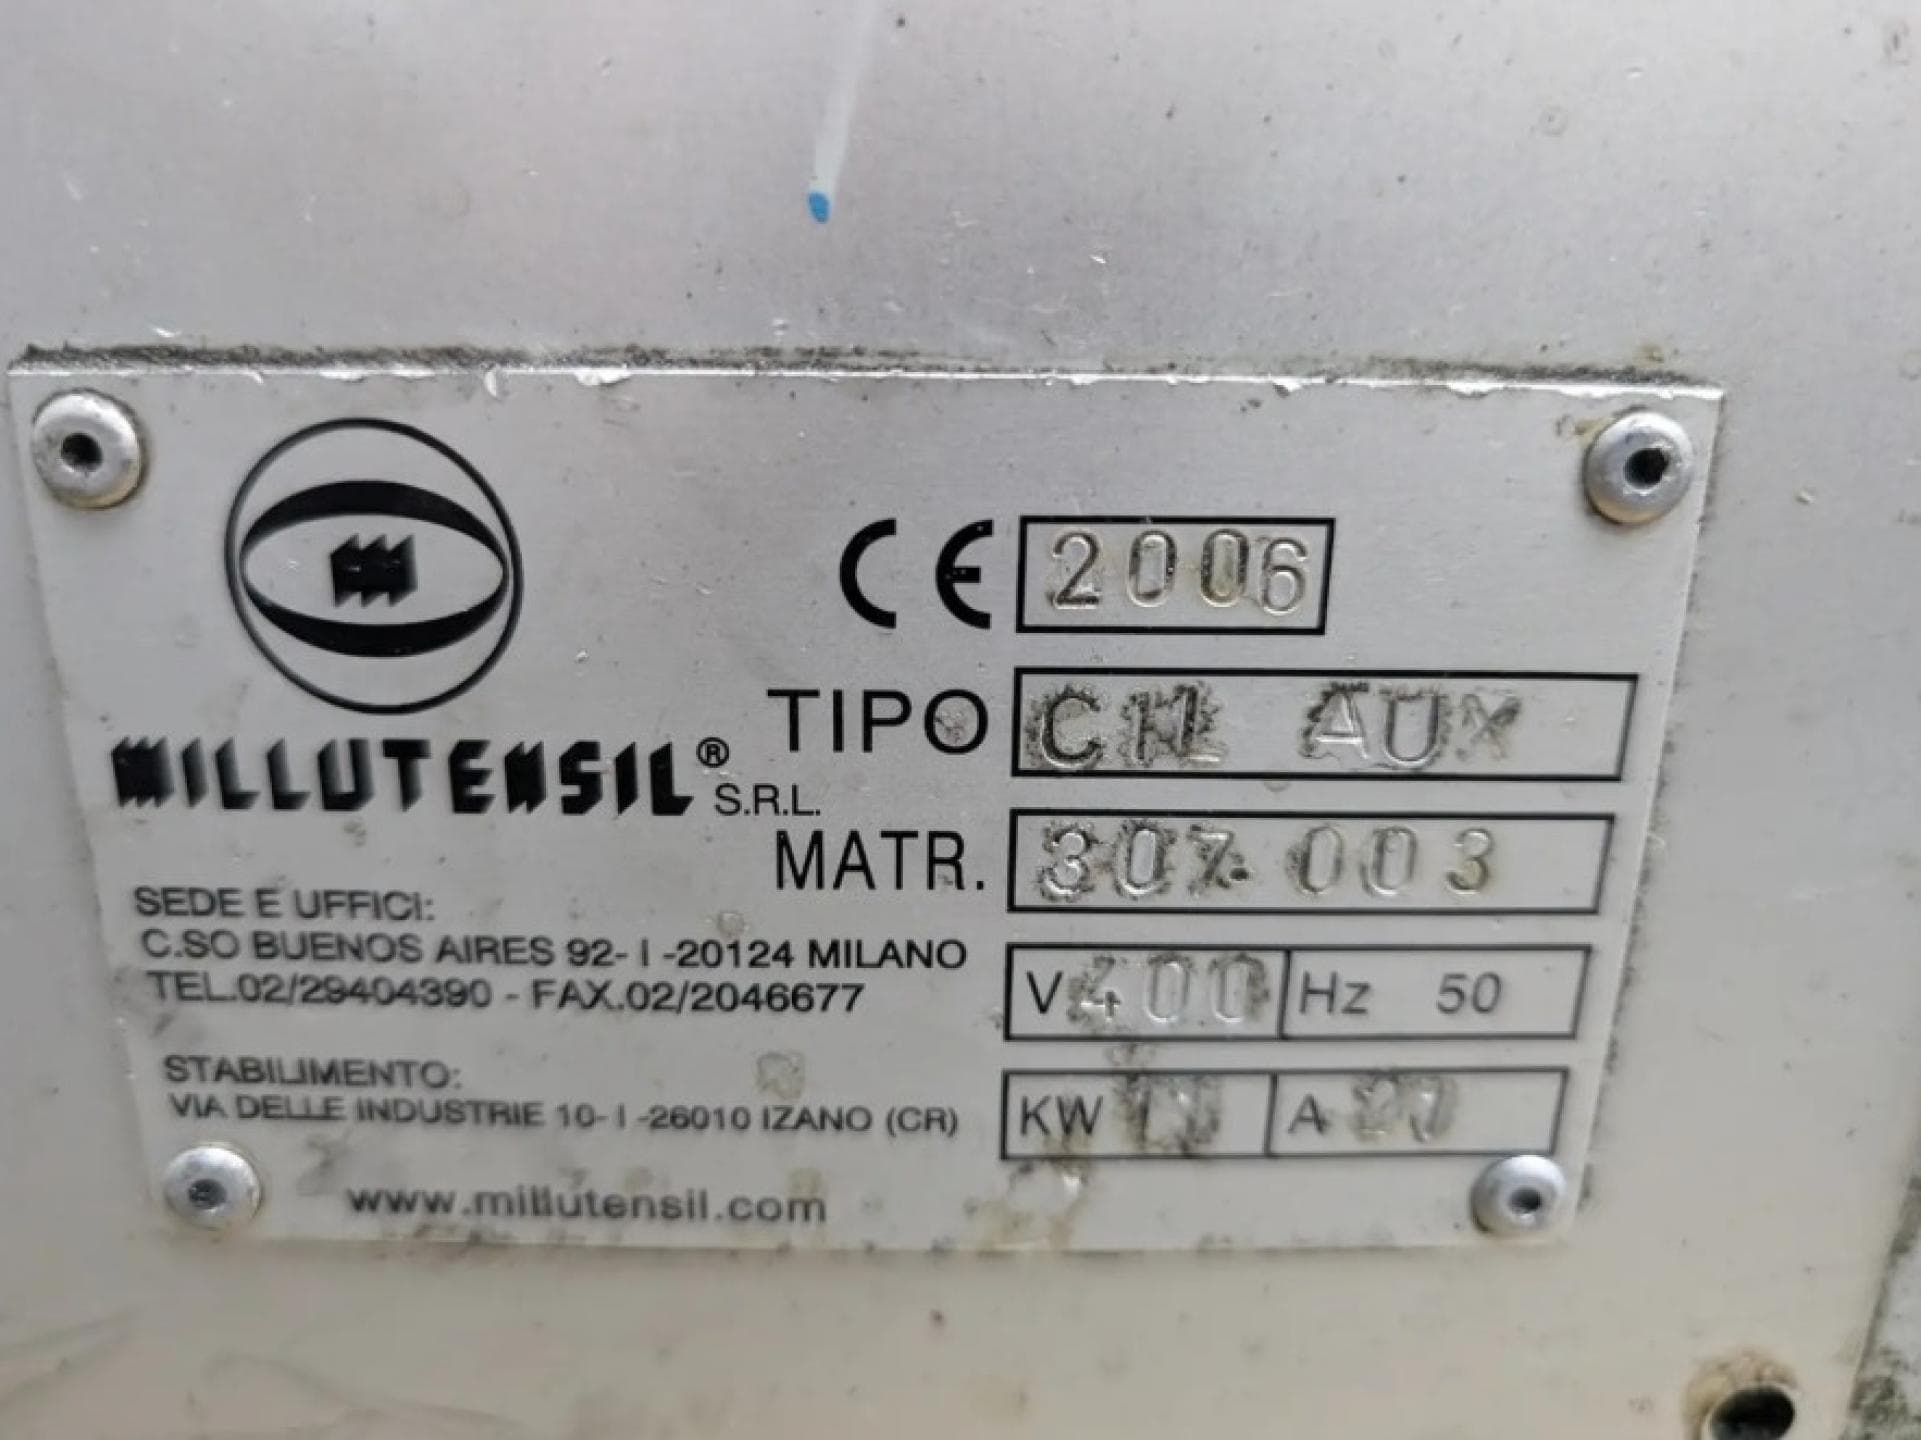 CE 2006
TIPO AUX
MILLUTENSIL® S.R.L.
MATR. 307.003
SEDE E UFFICI:
C.SO BUENOS AIRES 92- I -20124 MILANO
TEL.02/29404390 - FAX.02/2046677
V 400 Hz 50
STABILIMENTO:
VIA DELLE INDUSTRIE 10- I -26010 IZANO (CR)
KW A
www.millutensil.com